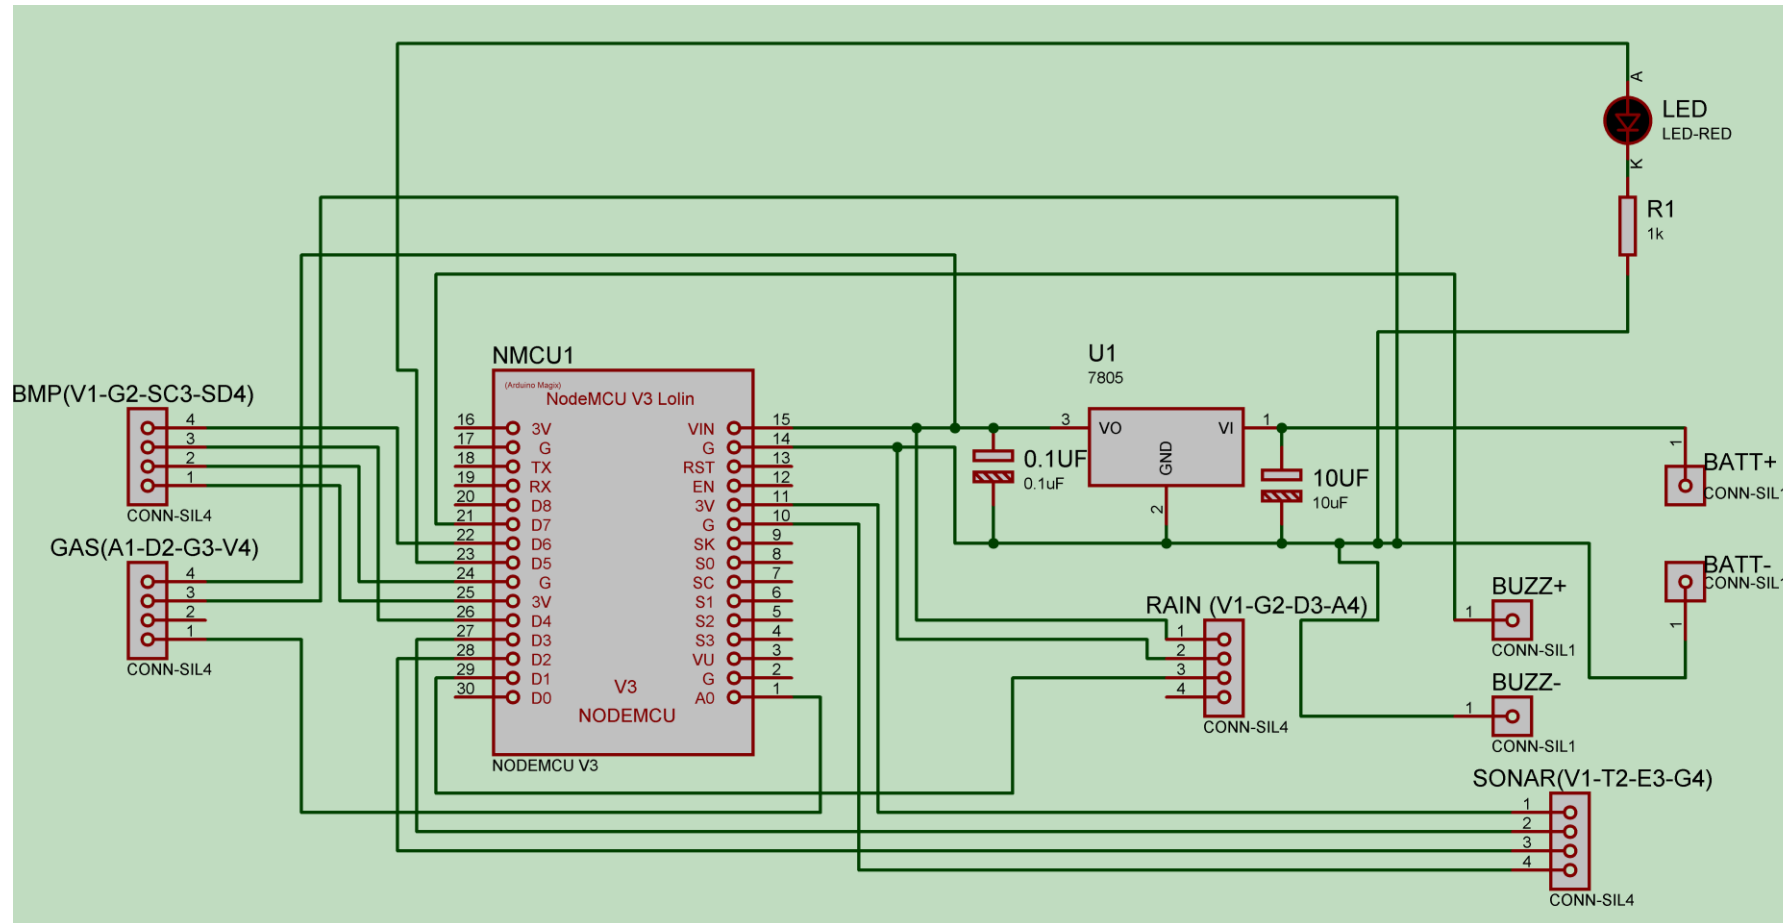 A
LED
LED-RED
K
R1
1k
NMCU1
(Arduino Magix)
NodeMCU V3 Lolin
U1
7805
BMP(V1-G2-SC3-SD4)
4
3
2
1
CONN-SIL4
GAS(A1-D2-G3-V4)
4
3
2
1
CONN-SIL4
16 3V VIN 15
17 G G 14
18 TX RST 13
19 RX EN 12
20 D8 3V 11
21 D7 G 10
22 D6 SK 9
23 D5 S0 8
24 G SC 7
25 3V S1 6
26 D4 S2 5
27 D3 S3 4
28 D2 VU 3
29 D1 G 2
30 D0 A0 1
V3
NODEMCU
NODEMCU V3
3 VO VI 1
GND
2
0.1UF
0.1uF
10UF
10uF
1
BATT+
CONN-SIL1
BATT-
CONN-SIL1
1
RAIN (V1-G2-D3-A4)
1
2
3
4
CONN-SIL4
BUZZ+
1
CONN-SIL1
BUZZ-
1
CONN-SIL1
SONAR(V1-T2-E3-G4)
1
2
3
4
CONN-SIL4